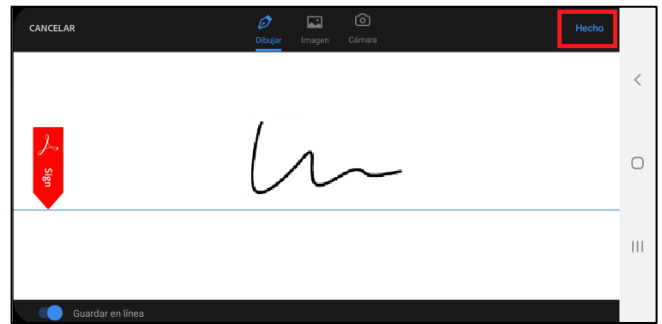 CANCELAR
Dibujar
Imagen
Cámara
Hecho
Sign
Guardar en línea